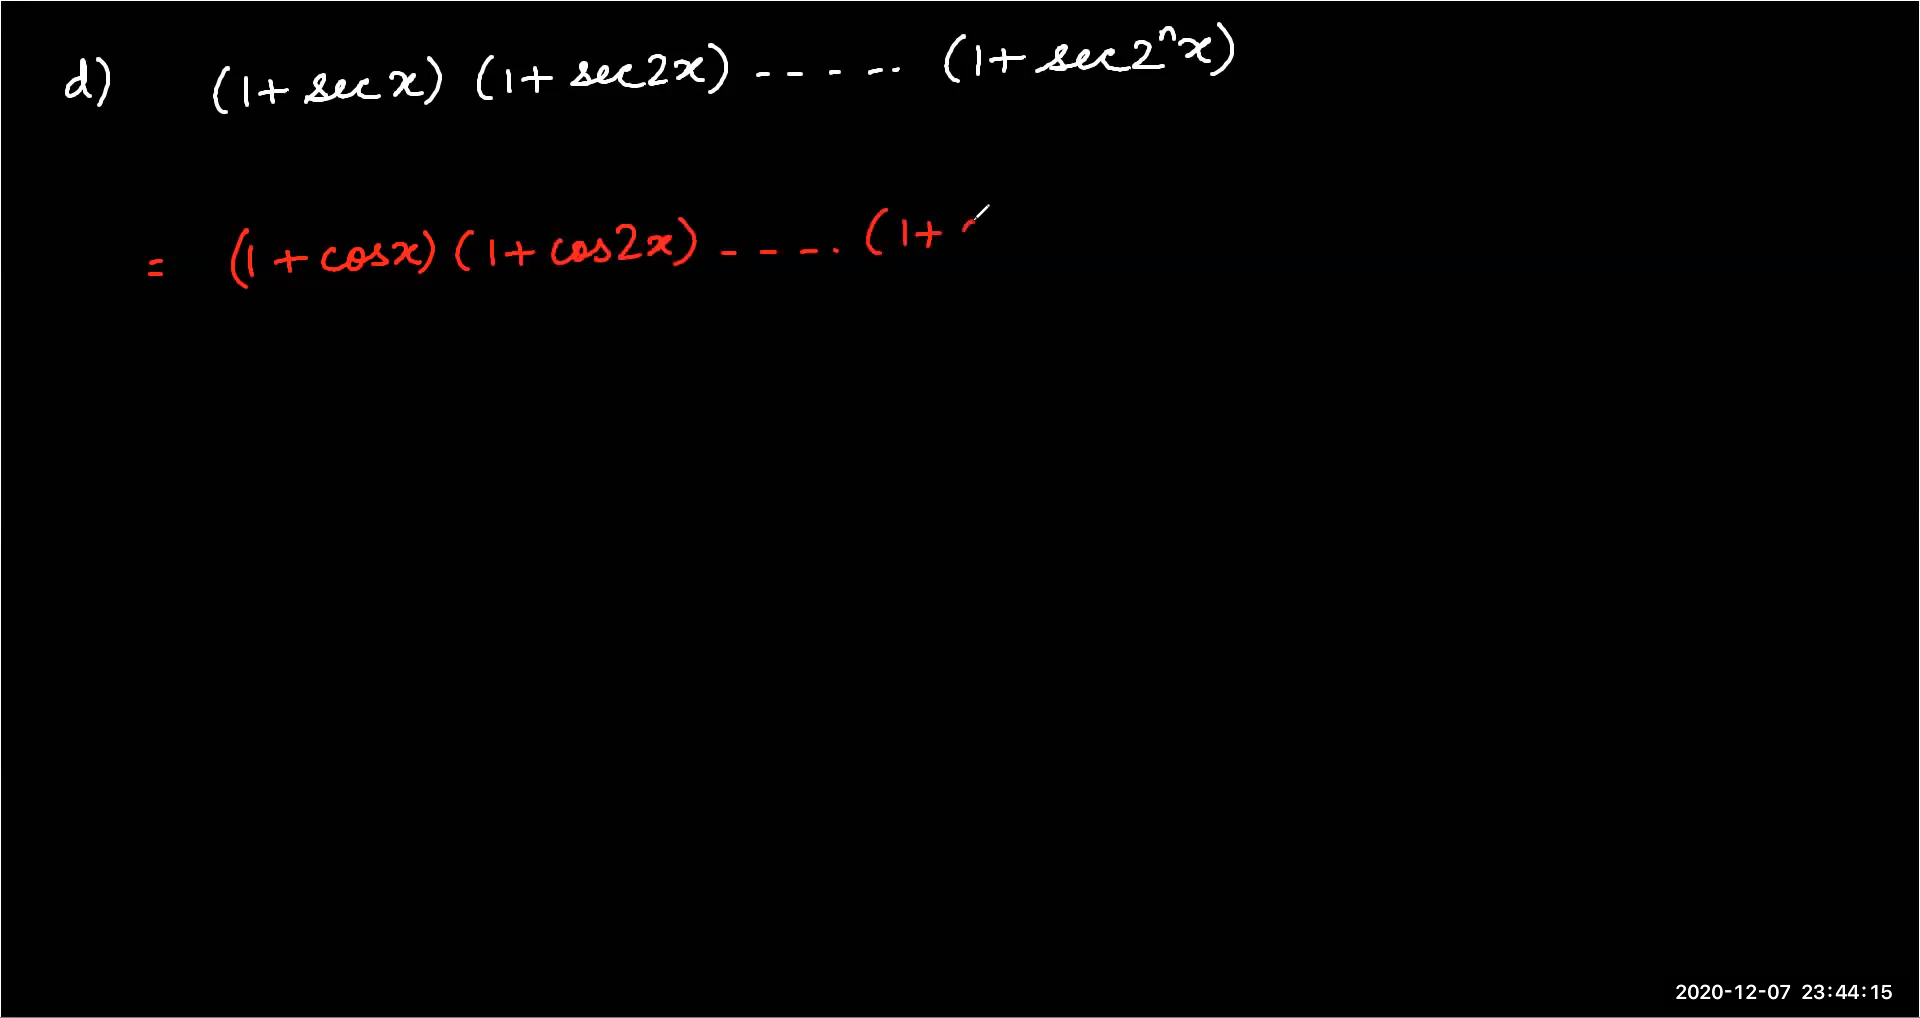 d) (1+ sec x) (1+ sec2x) - - - - -- (1+ sec2ⁿx)
= (1 + cosx) (1 + cos2x) - - - -. (1+
2020-12-07 23:44:15